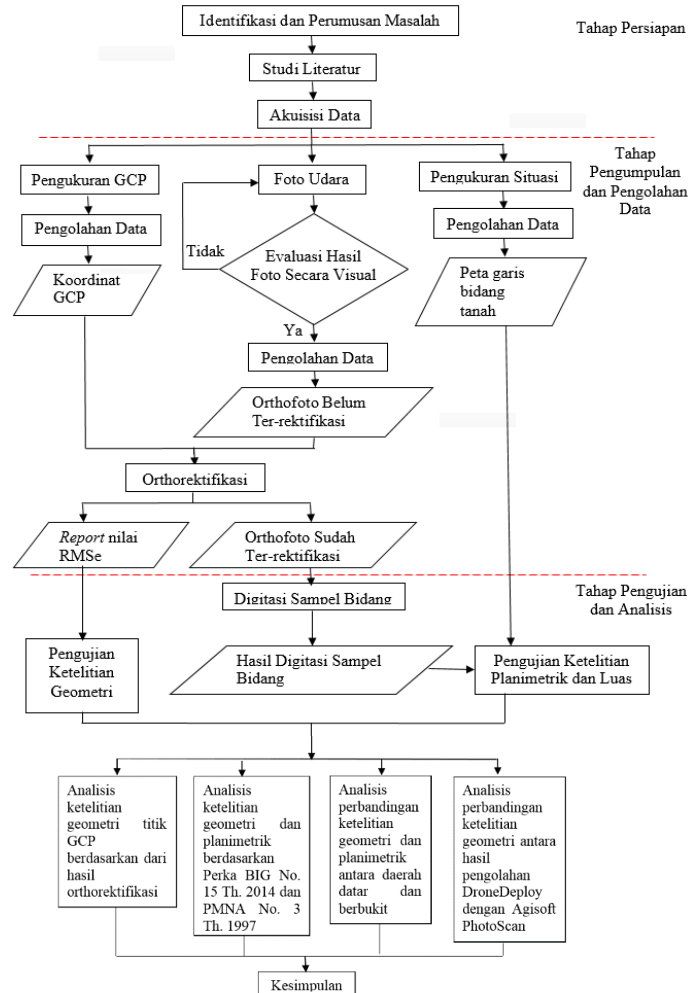 Identifikasi dan Perumusan Masalah
Tahap Persiapan
Studi Literatur
Akuisisi Data
Tahap
Pengumpulan
dan Pengolahan
Data
Pengukuran GCP
Foto Udara
Pengukuran Situasi
Pengolahan Data
Pengolahan Data
Tidak
Evaluasi Hasil
Foto Secara Visual
Koordinat
GCP
Peta garis
bidang
tanah
Ya
Pengolahan Data
Orthofoto Belum
Ter-rektifikasi
Orthorektifikasi
Report nilai
RMSe
Orthofoto Sudah
Ter-rektifikasi
Tahap Pengujian
dan Analisis
Digitasi Sampel Bidang
Pengujian
Ketelitian
Geometri
Hasil Digitasi Sampel
Bidang
Pengujian Ketelitian
Planimetrik dan Luas
Analisis
ketelitian
geometri titik
GCP
berdasarkan dari
hasil
orthorektifikasi
Analisis
ketelitian
geometri dan
planimetrik
berdasarkan
Perka BIG No.
15 Th. 2014 dan
PMNA No. 3
Th. 1997
Analisis
perbandingan
ketelitian
geometri dan
planimetrik
antara daerah
datar dan
berbukit
Analisis
perbandingan
ketelitian
geometri antara
hasil
pengolahan
DroneDeploy
dengan Agisoft
PhotoScan
Kesimpulan